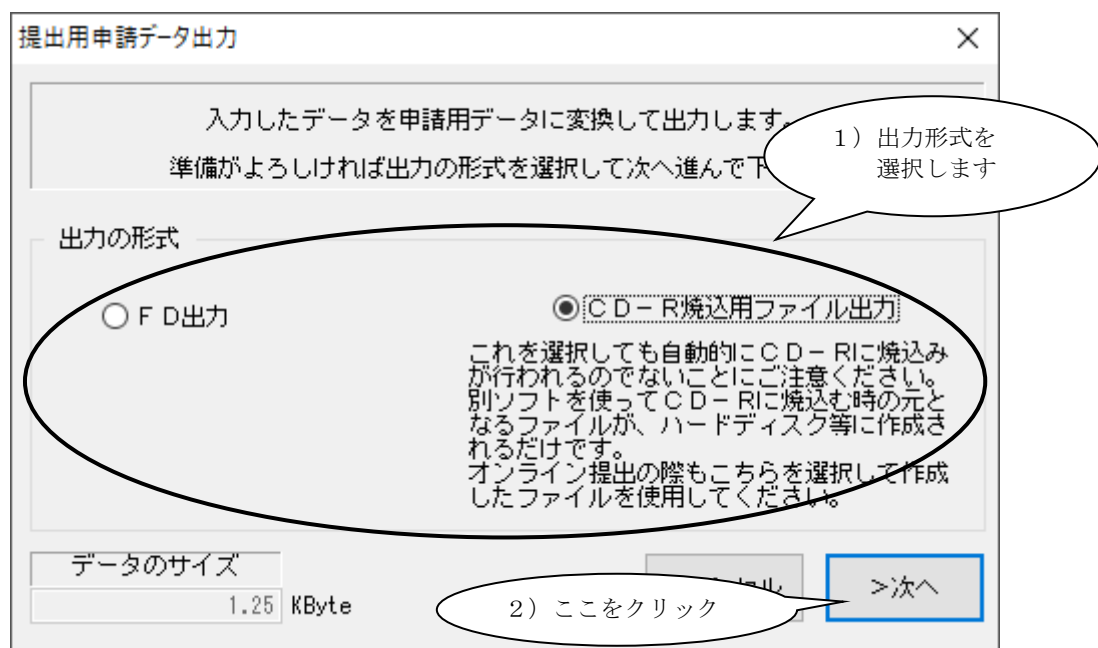 提出用申請データ出力
入力したデータを申請用データに変換して出力します。
準備がよろしければ出力の形式を選択して次へ進んで下
1）出力形式を
選択します
出力の形式
ＦＤ出力
ＣＤ－Ｒ焼込用ファイル出力
これを選択しても自動的にＣＤ－Ｒに焼込み
が行われるのでないことにご注意ください。
別ソフトを使ってＣＤ－Ｒに焼込む時の元と
なるファイルが、ハードディスク等に作成さ
れるだけです。
オンライン提出の際もこちらを選択して作成
したファイルを使用してください。
データのサイズ
1.25 KByte
2）ここをクリック
>次へ